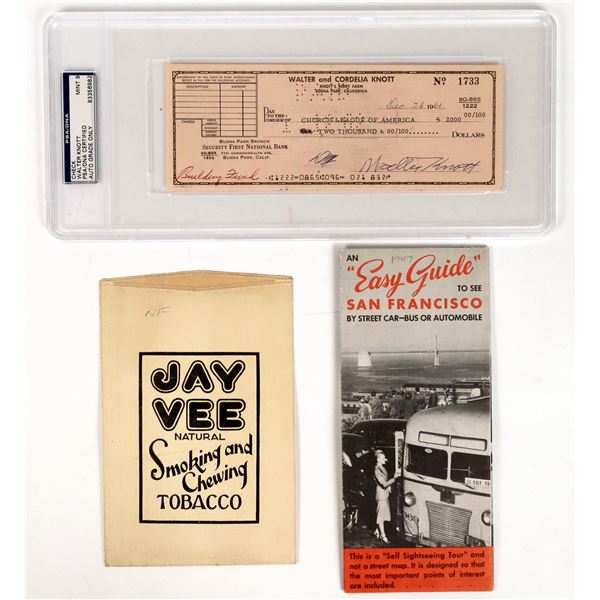 PSA/DNA
MINT 9
83356982
CHECK
WALTER KNOTT
PSA/DNA CERTIFIED
AUTO GRADE ONLY
WALTER and CORDELIA KNOTT
KNOTT'S BERRY FARM
BUENA PARK, CALIFORNIA
No 1733
DESCRIPTION
AMOUNT
Dec 26 1961
90-865
1222
PAY
TO THE
ORDER OF
CHURCH LEAGUE OF AMERICA
$ 2000
00/100
TWO THOUSAND & 00/100
DOLLARS
BUENA PARK BRANCH
SECURITY FIRST NATIONAL BANK
BUENA PARK, CALIF.
Walter Knott
Building Fund
AN
"Easy Guide"
1947
TO SEE
SAN FRANCISCO
BY STREET CAR—BUS OR AUTOMOBILE
This is a "Self Sightseeing Tour" and
not a street map. It is designed so that
the most important points of interest
are included.
NF
JAY
VEE
NATURAL
Smoking and
Chewing
TOBACCO